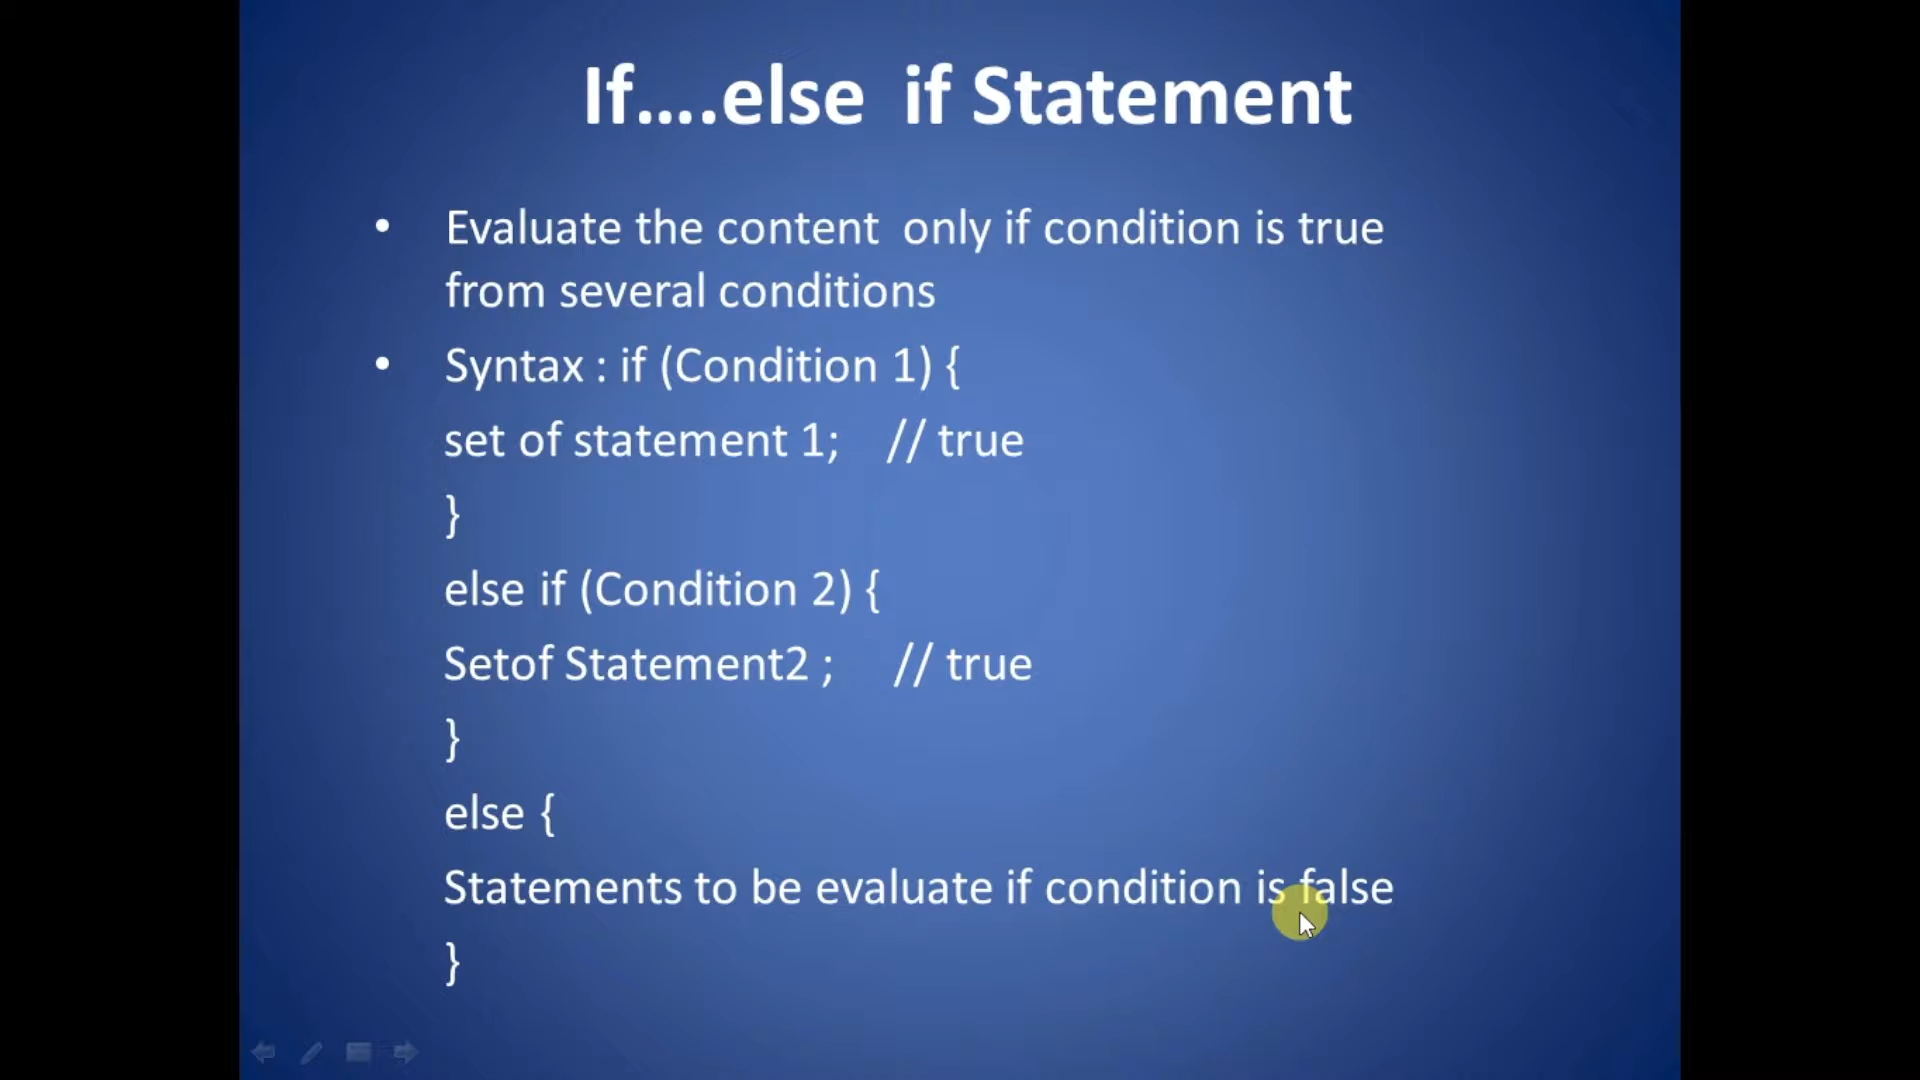 If....else  if Statement
• Evaluate the content  only if condition is true
from several conditions
• Syntax : if (Condition 1) {
set of statement 1;    // true
}
else if (Condition 2) {
Setof Statement2 ;     // true
}
else {
Statements to be evaluate if condition is false
}